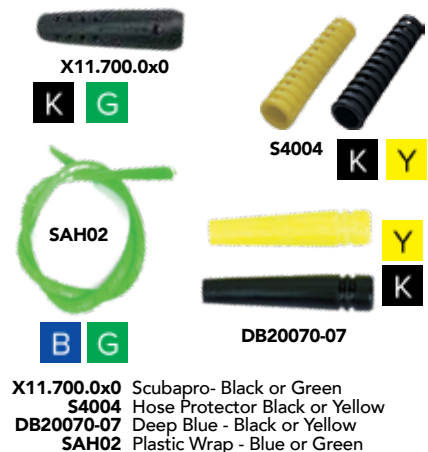 X11.700.0x0
K G
S4004
K Y
SAH02
Y
K
B G
DB20070-07
X11.700.0x0 Scubapro- Black or Green
S4004 Hose Protector Black or Yellow
DB20070-07 Deep Blue - Black or Yellow
SAH02 Plastic Wrap - Blue or Green